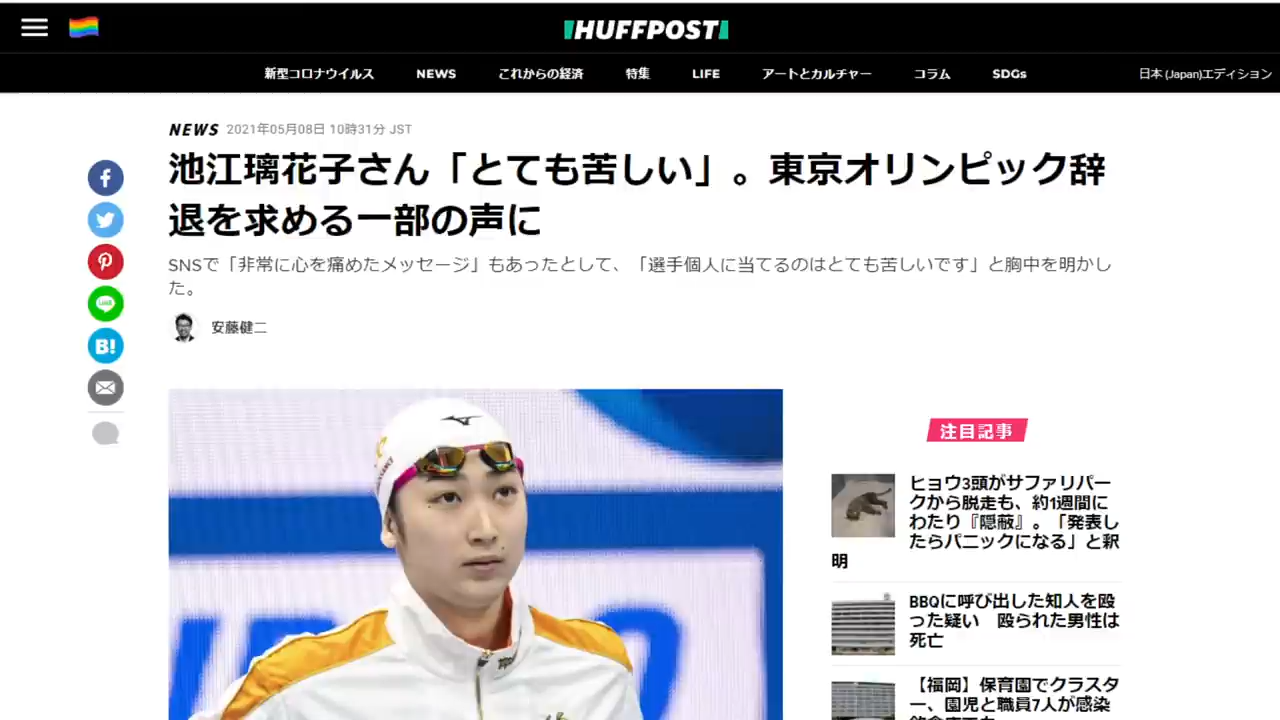 HUFFPOST
新型コロナウイルス NEWS これからの経済 特集 LIFE アートとカルチャー コラム SDGs 日本 (Japan)エディション
NEWS 2021年05月08日 10時31分 JST
池江璃花子さん「とても苦しい」。東京オリンピック辞
退を求める一部の声に
SNSで「非常に心を痛めたメッセージ」もあったとして、「選手個人に当てるのはとても苦しいです」と胸中を明かし
た。
安藤健二
LINE
B!
注目記事
ヒョウ3頭がサファリパー
クから脱走も、約1週間に
わたり『隠蔽』。「発表し
たらパニックになる」と釈
明
BBQに呼び出した知人を殴
った疑い 殴られた男性は
死亡
【福岡】保育園でクラスタ
ー、園児と職員7人が感染